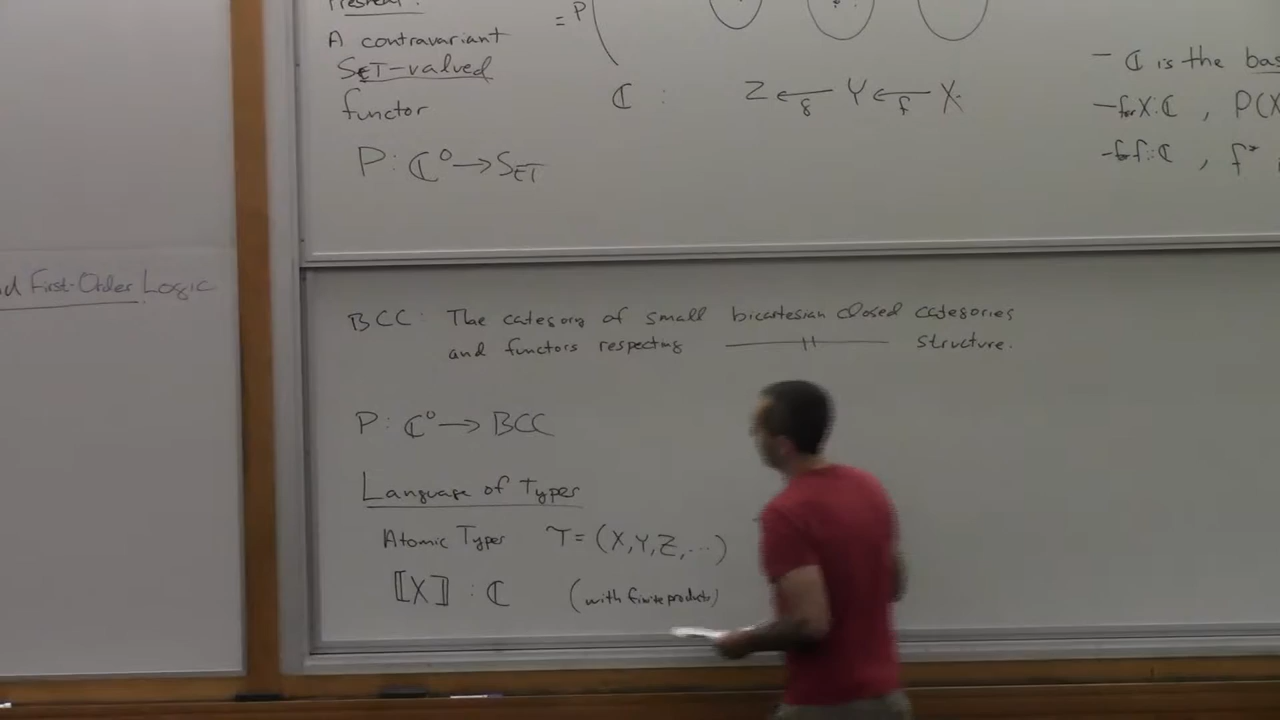 A contravariant
SET-valued
functor
P : ℂ° → SET
= P
ℂ : Z ←g Y ←f X
- ℂ is the
- for X:ℂ , P(X
- for f::ℂ , f*
First-Order Logic
BCC : The category of small bicartesian closed categories
and functors respecting —||— structure.
P : ℂ° → BCC
Language of Types
Atomic Types 𝒯 = (X,Y,Z,...)
⟦X⟧ : ℂ (with finite products)